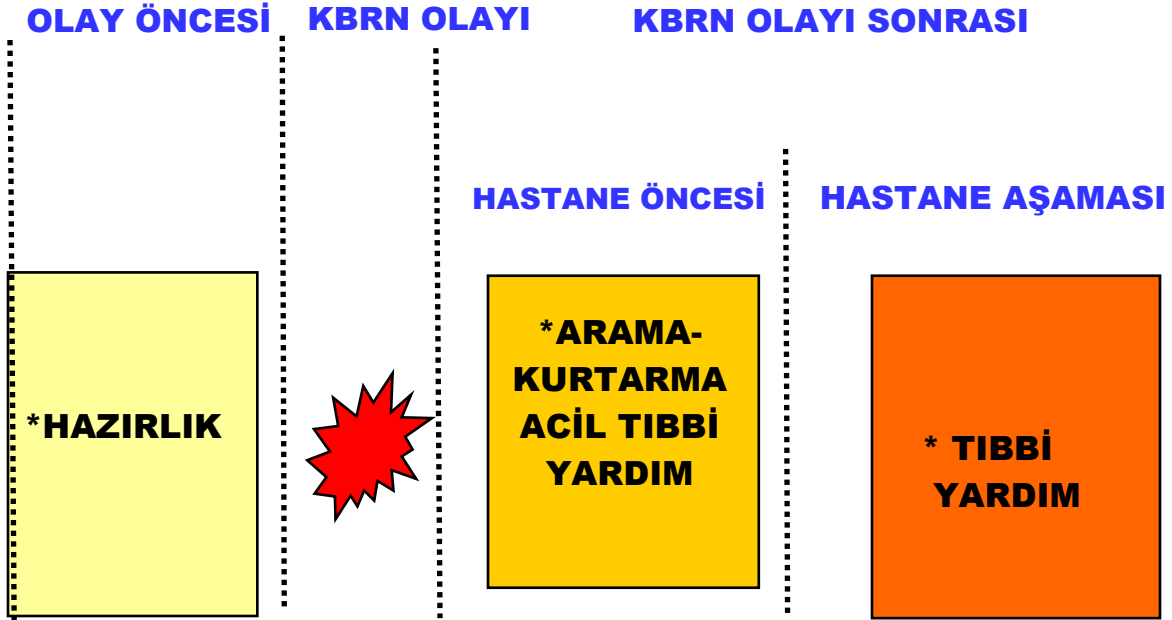 OLAY ÖNCESİ
KBRN OLAYI
KBRN OLAYI SONRASI
HASTANE ÖNCESİ
HASTANE AŞAMASI
*HAZIRLIK
*ARAMA-
KURTARMA
ACİL TIBBİ
YARDIM
* TIBBİ
YARDIM